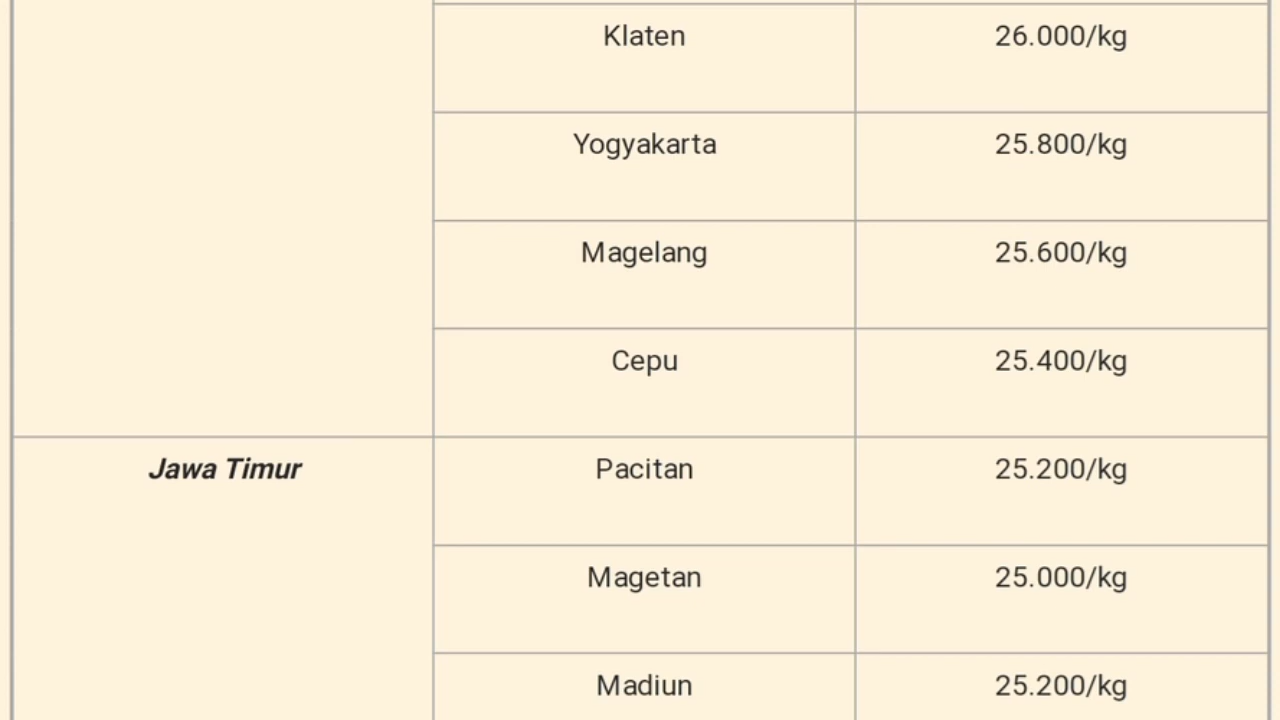 Klaten 26.000/kg
Yogyakarta 25.800/kg
Magelang 25.600/kg
Cepu 25.400/kg
Jawa Timur Pacitan 25.200/kg
Magetan 25.000/kg
Madiun 25.200/kg